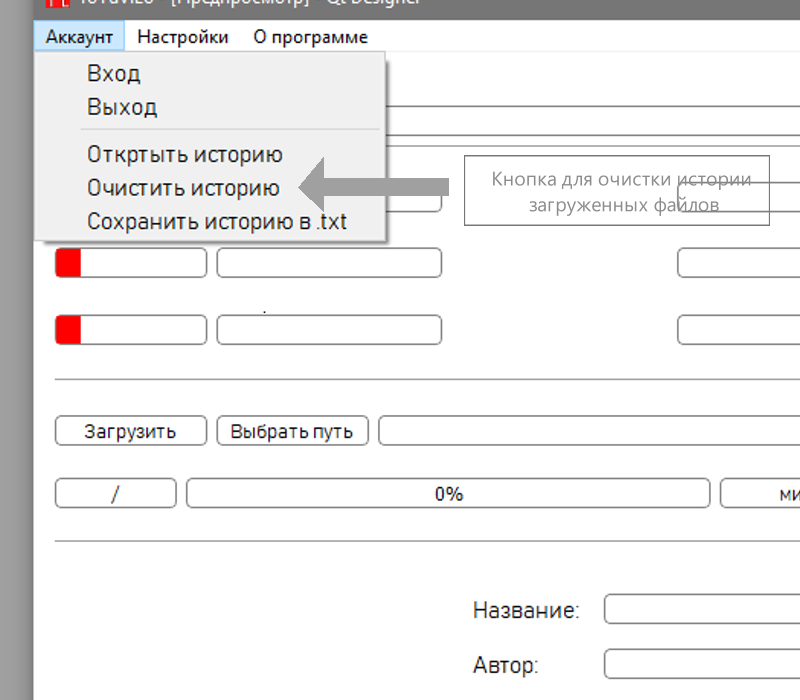 [Предпросмотр] - Qt Designer
Аккаунт Настройки О программе
Вход
Выход
Откртыть историю
Очистить историю
Сохранить историю в .txt
Кнопка для очистки истории
загруженных файлов
Загрузить Выбрать путь
/ 0% ми
Название:
Автор: